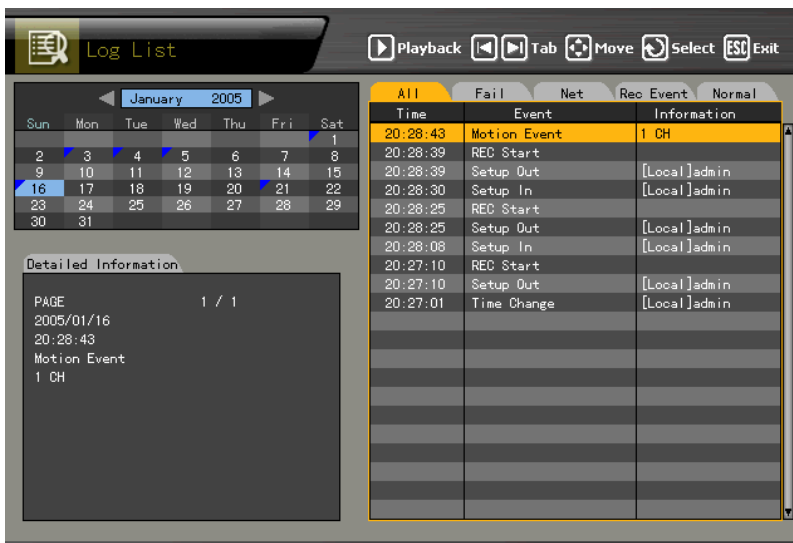 Log List
Playback Tab Move Select ESC Exit
January 2005
Sun Mon Tue Wed Thu Fri Sat
1
2 3 4 5 6 7 8
9 10 11 12 13 14 15
16 17 18 19 20 21 22
23 24 25 26 27 28 29
30 31
Detailed Information
PAGE 1 / 1
2005/01/16
20:28:43
Motion Event
1 CH
All Fail Net Rec Event Normal
Time Event Information
20:28:43 Motion Event 1 CH
20:28:39 REC Start
20:28:39 Setup Out [Local]admin
20:28:30 Setup In [Local]admin
20:28:25 REC Start
20:28:25 Setup Out [Local]admin
20:28:08 Setup In [Local]admin
20:27:10 REC Start
20:27:10 Setup Out [Local]admin
20:27:01 Time Change [Local]admin